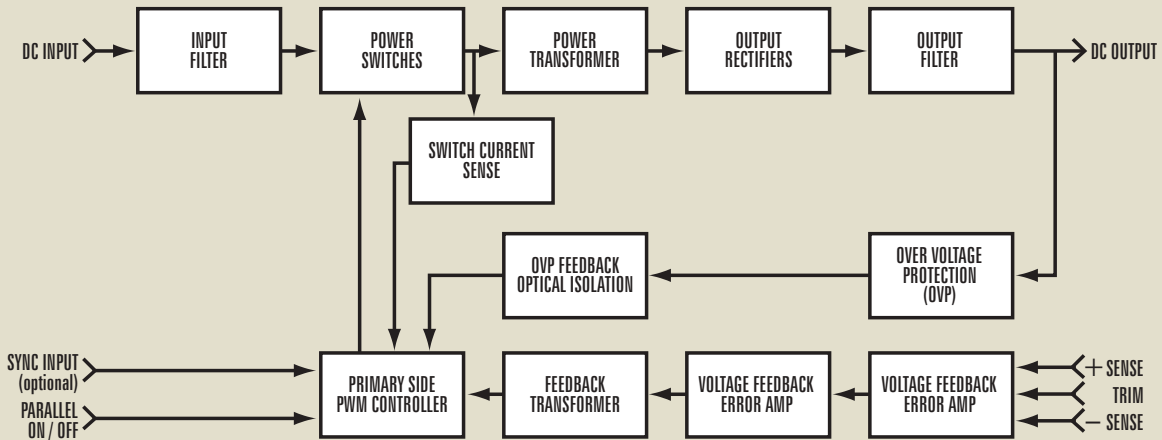 DC INPUT
INPUT
FILTER
POWER
SWITCHES
POWER
TRANSFORMER
OUTPUT
RECTIFIERS
OUTPUT
FILTER
DC OUTPUT
SWITCH CURRENT
SENSE
OVP FEEDBACK
OPTICAL ISOLATION
OVER VOLTAGE
PROTECTION
(OVP)
SYNC INPUT
(optional)
PARALLEL
ON / OFF
PRIMARY SIDE
PWM CONTROLLER
FEEDBACK
TRANSFORMER
VOLTAGE FEEDBACK
ERROR AMP
VOLTAGE FEEDBACK
ERROR AMP
+ SENSE
TRIM
− SENSE